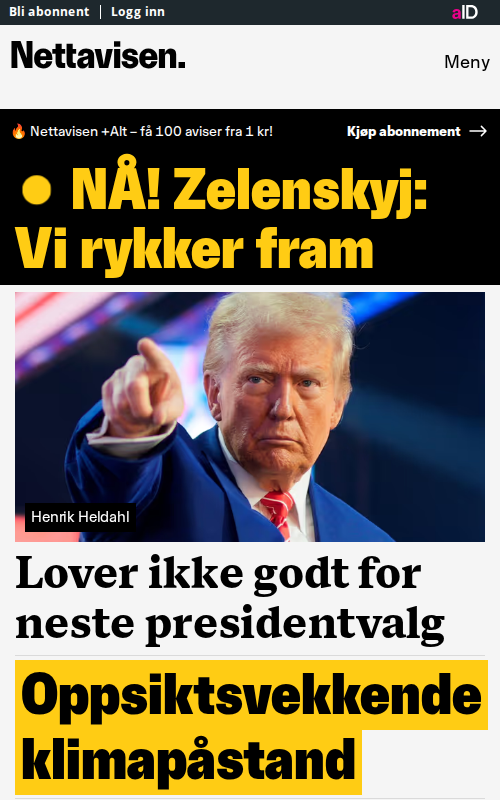 Bli abonnent | Logg inn
aID
Nettavisen.
Meny
🔥 Nettavisen +Alt – få 100 aviser fra 1 kr!
Kjøp abonnement →
NÅ! Zelenskyj:
Vi rykker fram
Henrik Heldahl
Lover ikke godt for
neste presidentvalg
Oppsiktsvekkende
klimapåstand